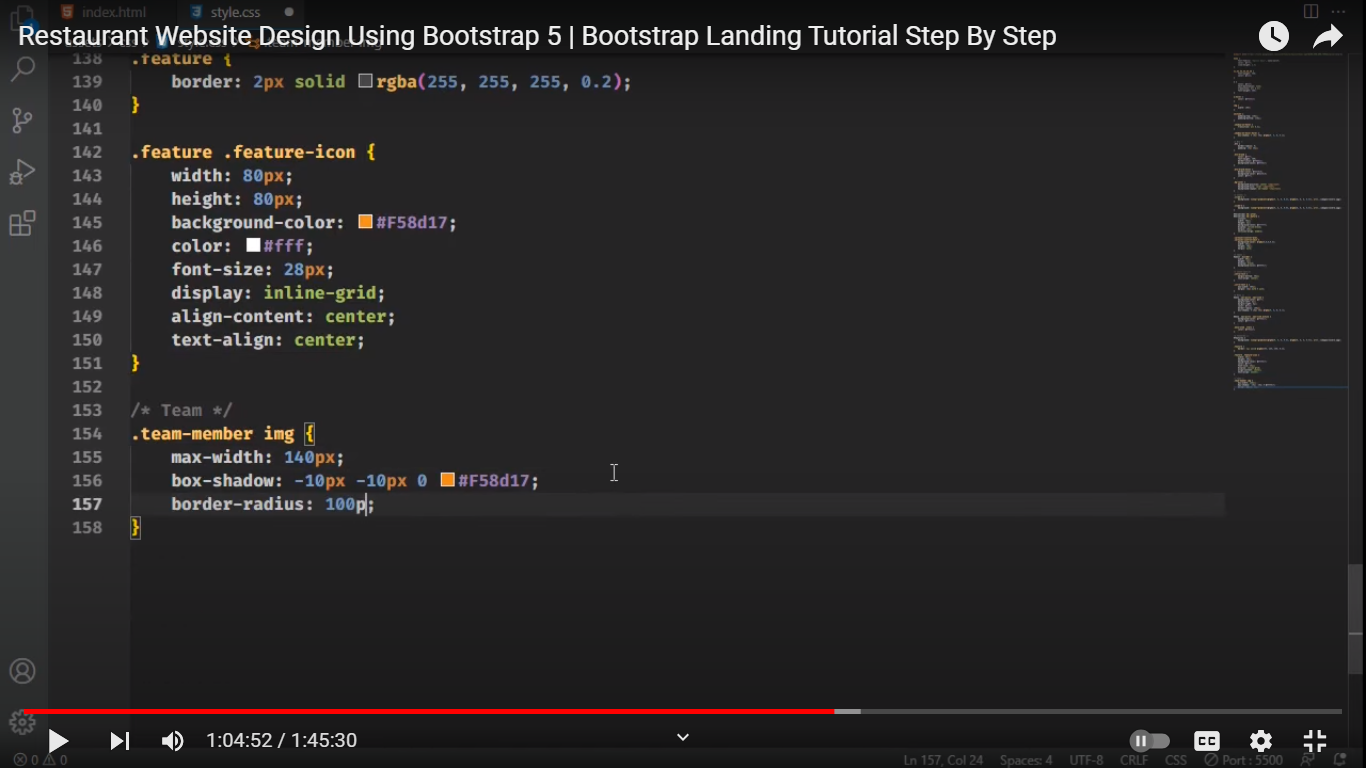 index.html
style.css
Restaurant Website Design Using Bootstrap 5 | Bootstrap Landing Tutorial Step By Step
138 .feature {
139 border: 2px solid rgba(255, 255, 255, 0.2);
140 }
141
142 .feature .feature-icon {
143 width: 80px;
144 height: 80px;
145 background-color: #F58d17;
146 color: #fff;
147 font-size: 28px;
148 display: inline-grid;
149 align-content: center;
150 text-align: center;
151 }
152
153 /* Team */
154 .team-member img {
155 max-width: 140px;
156 box-shadow: -10px -10px 0 #F58d17;
157 border-radius: 100p;
158 }
1:04:52 / 1:45:30
CC
0 0 Ln 157, Col 24 Spaces: 4 UTF-8 CRLF CSS Port : 5500